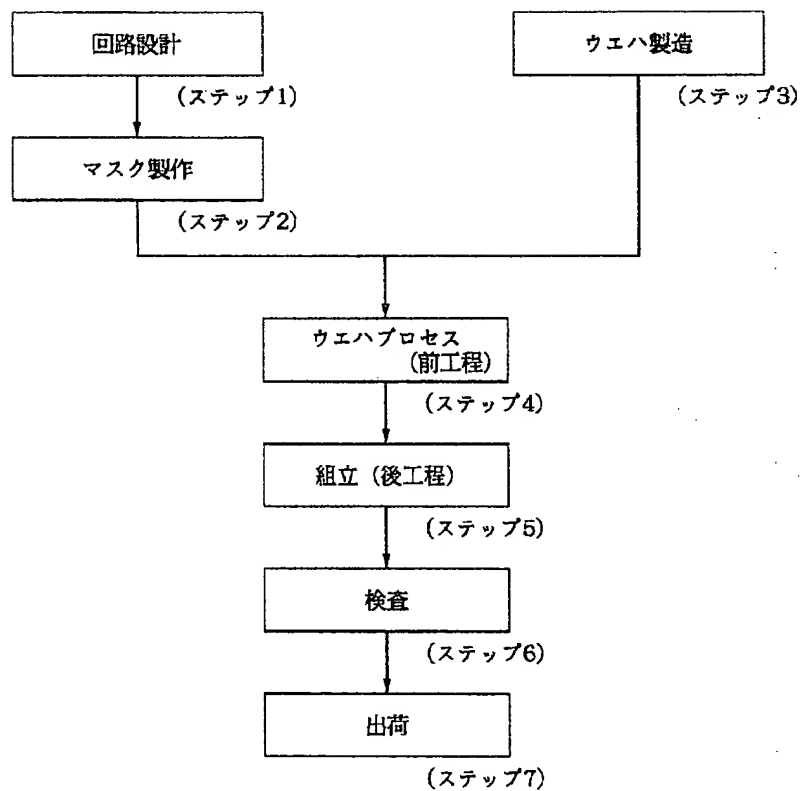 回路設計
(ステップ1)
マスク製作
(ステップ2)
ウエハ製造
(ステップ3)
ウエハプロセス
(前工程)
(ステップ4)
組立 (後工程)
(ステップ5)
検査
(ステップ6)
出荷
(ステップ7)